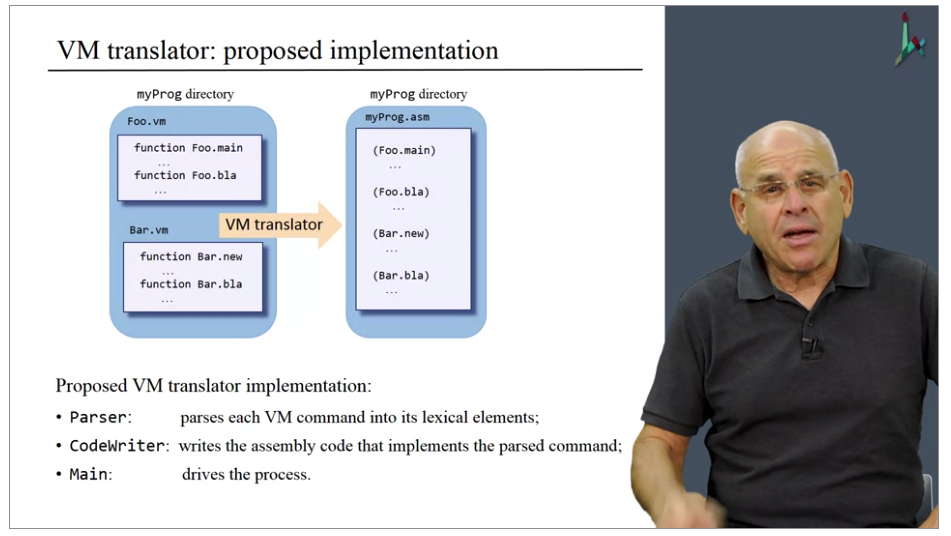 VM translator: proposed implementation
myProg directory
Foo.vm
function Foo.main
...
function Foo.bla
...
Bar.vm
function Bar.new
...
function Bar.bla
...
VM translator
myProg directory
myProg.asm
(Foo.main)
...
(Foo.bla)
...
(Bar.new)
...
(Bar.bla)
...
Proposed VM translator implementation:
• Parser: parses each VM command into its lexical elements;
• CodeWriter: writes the assembly code that implements the parsed command;
• Main: drives the process.